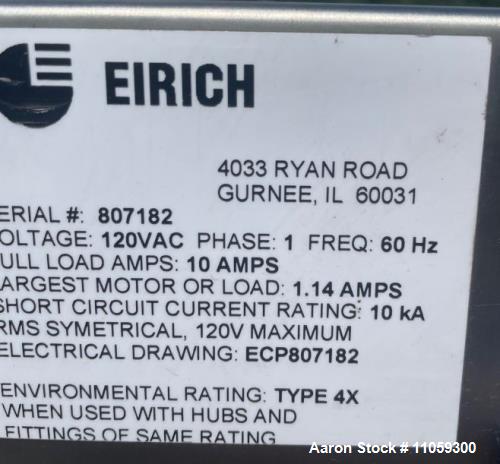 EIRICH
4033 RYAN ROAD
GURNEE, IL 60031
ERIAL #: 807182
OLTAGE: 120VAC PHASE: 1 FREQ: 60 Hz
ULL LOAD AMPS: 10 AMPS
ARGEST MOTOR OR LOAD: 1.14 AMPS
SHORT CIRCUIT CURRENT RATING: 10 kA
RMS SYMETRICAL, 120V MAXIMUM
ELECTRICAL DRAWING: ECP807182
ENVIRONMENTAL RATING: TYPE 4X
WHEN USED WITH HUBS AND
FITTINGS OF SAME RATING
Aaron Stock # 11059300